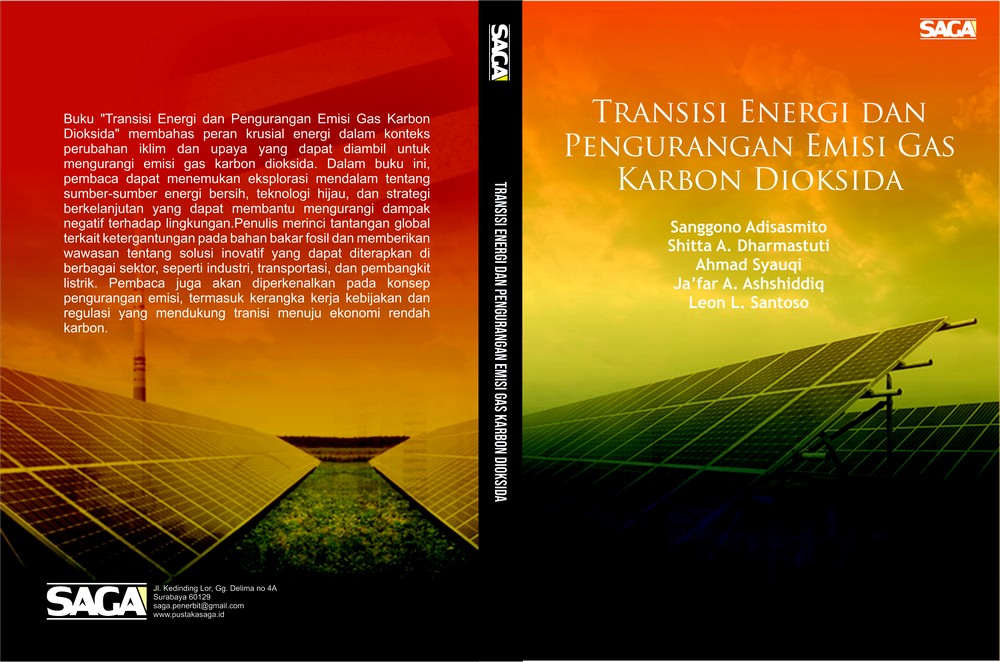 Buku "Transisi Energi dan Pengurangan Emisi Gas Karbon
Dioksida" membahas peran krusial energi dalam konteks
perubahan iklim dan upaya yang dapat diambil untuk
mengurangi emisi gas karbon dioksida. Dalam buku ini,
pembaca dapat menemukan eksplorasi mendalam tentang
sumber-sumber energi bersih, teknologi hijau, dan strategi
berkelanjutan yang dapat membantu mengurangi dampak
negatif terhadap lingkungan.Penulis merinci tantangan global
terkait ketergantungan pada bahan bakar fosil dan memberikan
wawasan tentang solusi inovatif yang dapat diterapkan di
berbagai sektor, seperti industri, transportasi, dan pembangkit
listrik. Pembaca juga akan diperkenalkan pada konsep
pengurangan emisi, termasuk kerangka kerja kebijakan dan
regulasi yang mendukung tranisi menuju ekonomi rendah
karbon.
SAGA
Jl. Kedinding Lor, Gg. Delima no 4A
Surabaya 60129
saga.penerbit@gmail.com
www.pustakasaga.id
SAGA
TRANSISI ENERGI DAN PENGURANGAN EMISI GAS KARBON DIOKSIDA
SAGA
TRANSISI ENERGI DAN
PENGURANGAN EMISI GAS
KARBON DIOKSIDA
Sanggono Adisasmito
Shitta A. Dharmastuti
Ahmad Syauqi
Ja'far A. Ashshiddiq
Leon L. Santoso